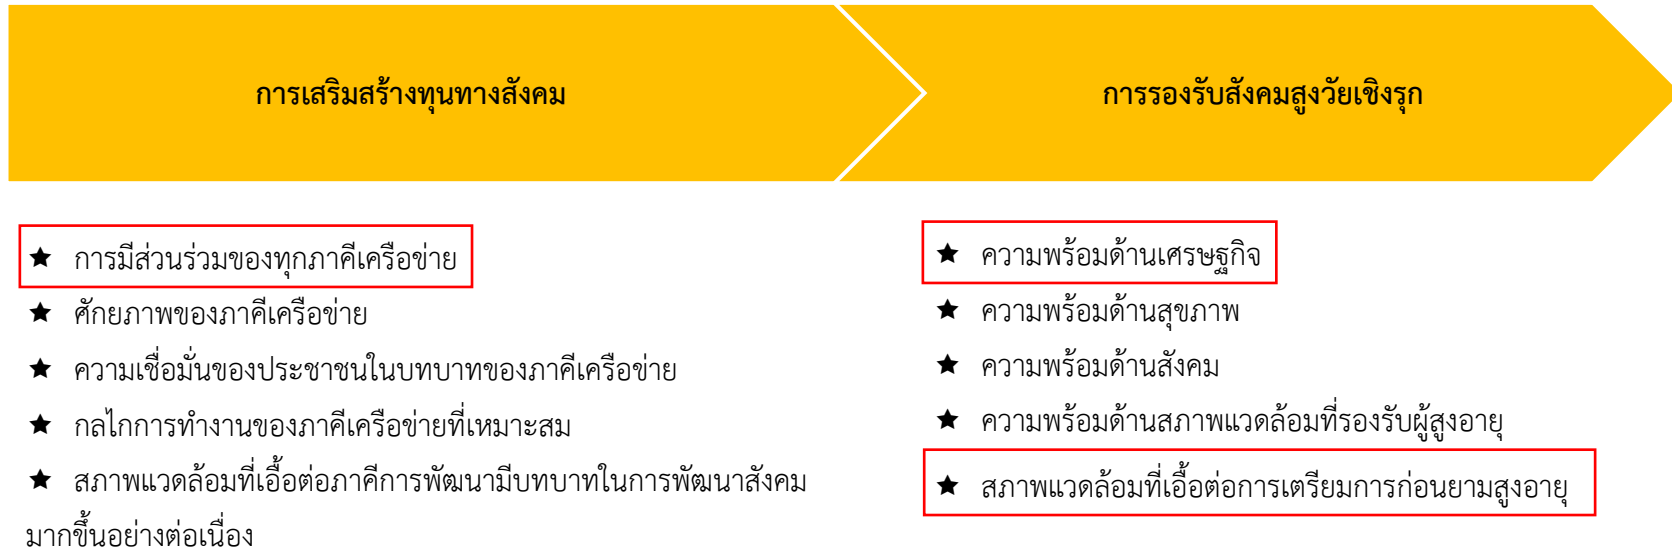 การเสริมสร้างทุนทางสังคม
การรองรับสังคมสูงวัยเชิงรุก
★ การมีส่วนร่วมของทุกภาคีเครือข่าย
★ ศักยภาพของภาคีเครือข่าย
★ ความเชื่อมั่นของประชาชนในบทบาทของภาคีเครือข่าย
★ กลไกการทำงานของภาคีเครือข่ายที่เหมาะสม
★ สภาพแวดล้อมที่เอื้อต่อภาคีการพัฒนามีบทบาทในการพัฒนาสังคม
มากขึ้นอย่างต่อเนื่อง
★ ความพร้อมด้านเศรษฐกิจ
★ ความพร้อมด้านสุขภาพ
★ ความพร้อมด้านสังคม
★ ความพร้อมด้านสภาพแวดล้อมที่รองรับผู้สูงอายุ
★ สภาพแวดล้อมที่เอื้อต่อการเตรียมการก่อนยามสูงอายุ